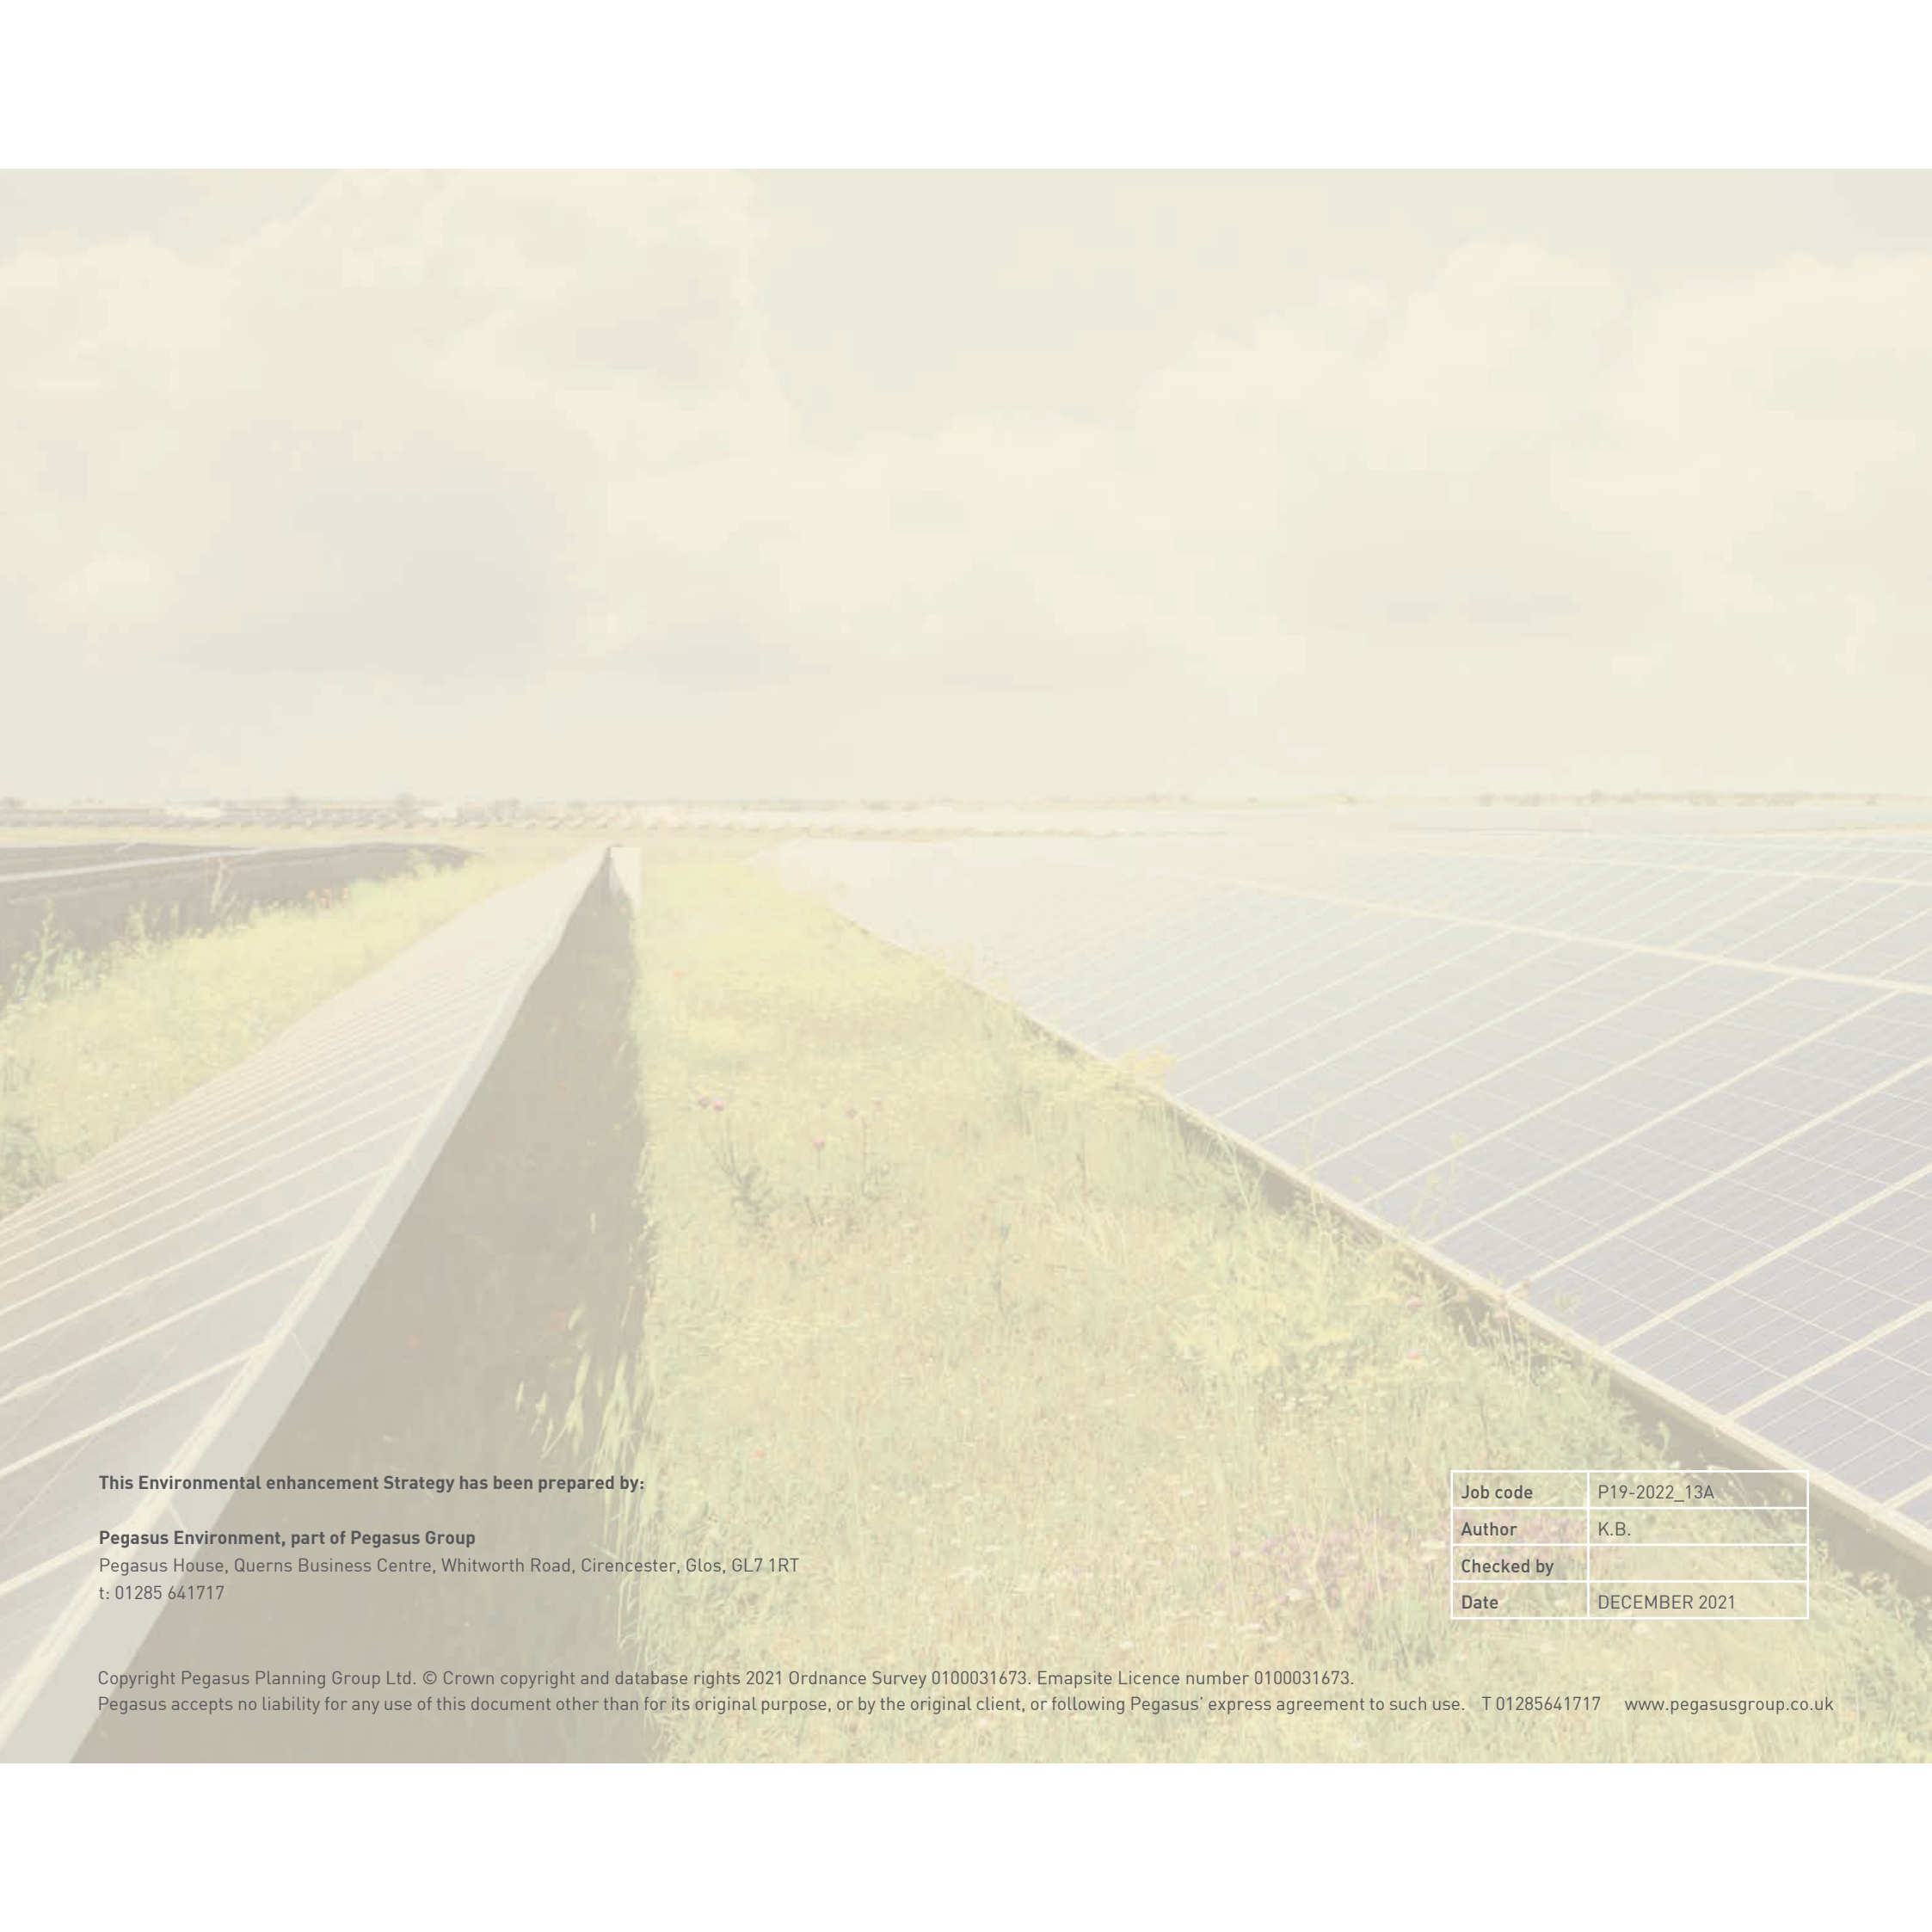 This Environmental enhancement Strategy has been prepared by:
Pegasus Environment, part of Pegasus Group
Pegasus House, Querns Business Centre, Whitworth Road, Cirencester, Glos, GL7 1RT
t: 01285 641717
Job code P19-2022_13A
Author K.B.
Checked by
Date DECEMBER 2021
Copyright Pegasus Planning Group Ltd. © Crown copyright and database rights 2021 Ordnance Survey 0100031673. Emapsite Licence number 0100031673.
Pegasus accepts no liability for any use of this document other than for its original purpose, or by the original client, or following Pegasus' express agreement to such use. T 01285641717 www.pegasusgroup.co.uk